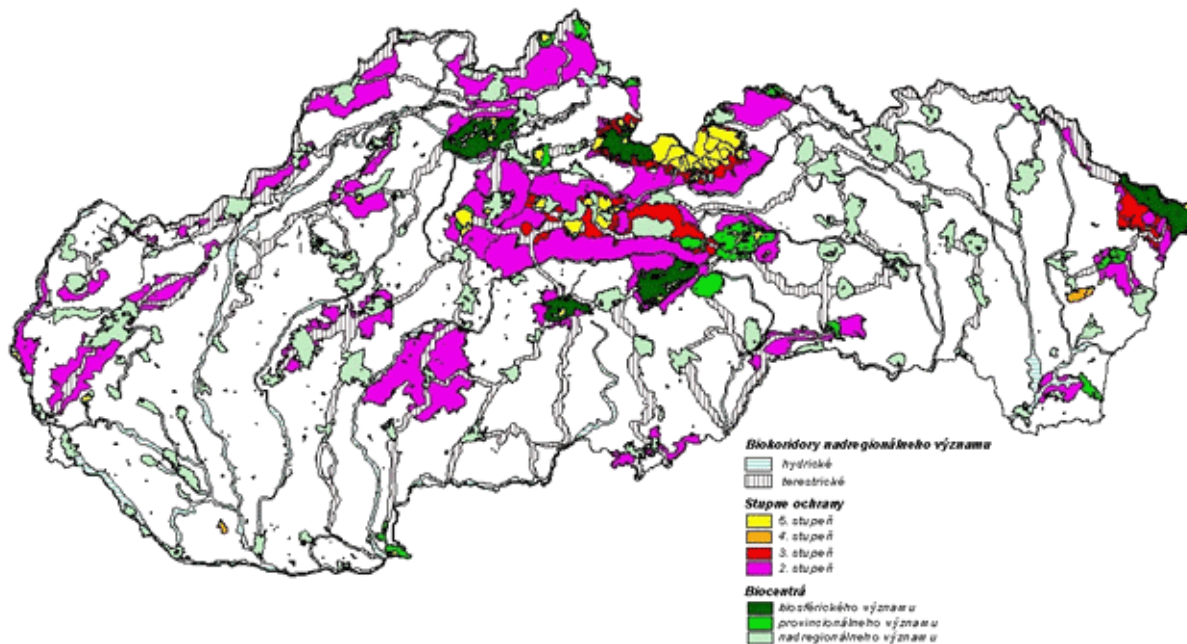 Biokoridory nadregionálneho významu
hydrické
terestrické
Stupne ochrany
5. stupeň
4. stupeň
3. stupeň
2. stupeň
Biocentrá
biosférického významu
provincionálneho významu
nadregionálneho významu